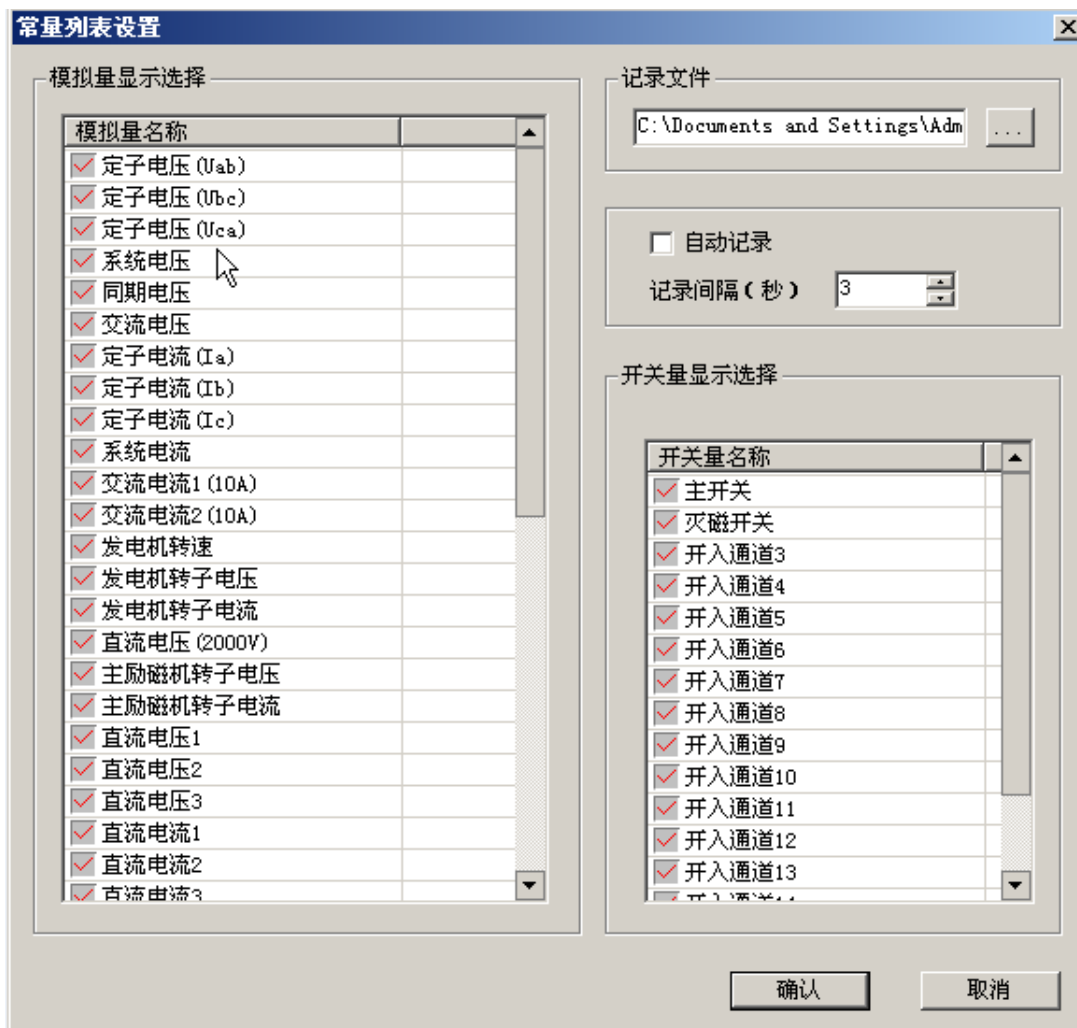 常量列表设置
模拟量显示选择
模拟量名称
定子电压(Uab)
定子电压(Ubc)
定子电压(Uca)
系统电压
同期电压
交流电压
定子电流(Ia)
定子电流(Ib)
定子电流(Ic)
系统电流
交流电流1(10A)
交流电流2(10A)
发电机转速
发电机转子电压
发电机转子电流
直流电压(2000V)
主励磁机转子电压
主励磁机转子电流
直流电压1
直流电压2
直流电压3
直流电流1
直流电流2
直流电流3
记录文件
C:\Documents and Settings\Adm
...
自动记录
记录间隔(秒) 3
开关量显示选择
开关量名称
主开关
灭磁开关
开入通道3
开入通道4
开入通道5
开入通道6
开入通道7
开入通道8
开入通道9
开入通道10
开入通道11
开入通道12
开入通道13
确认 取消